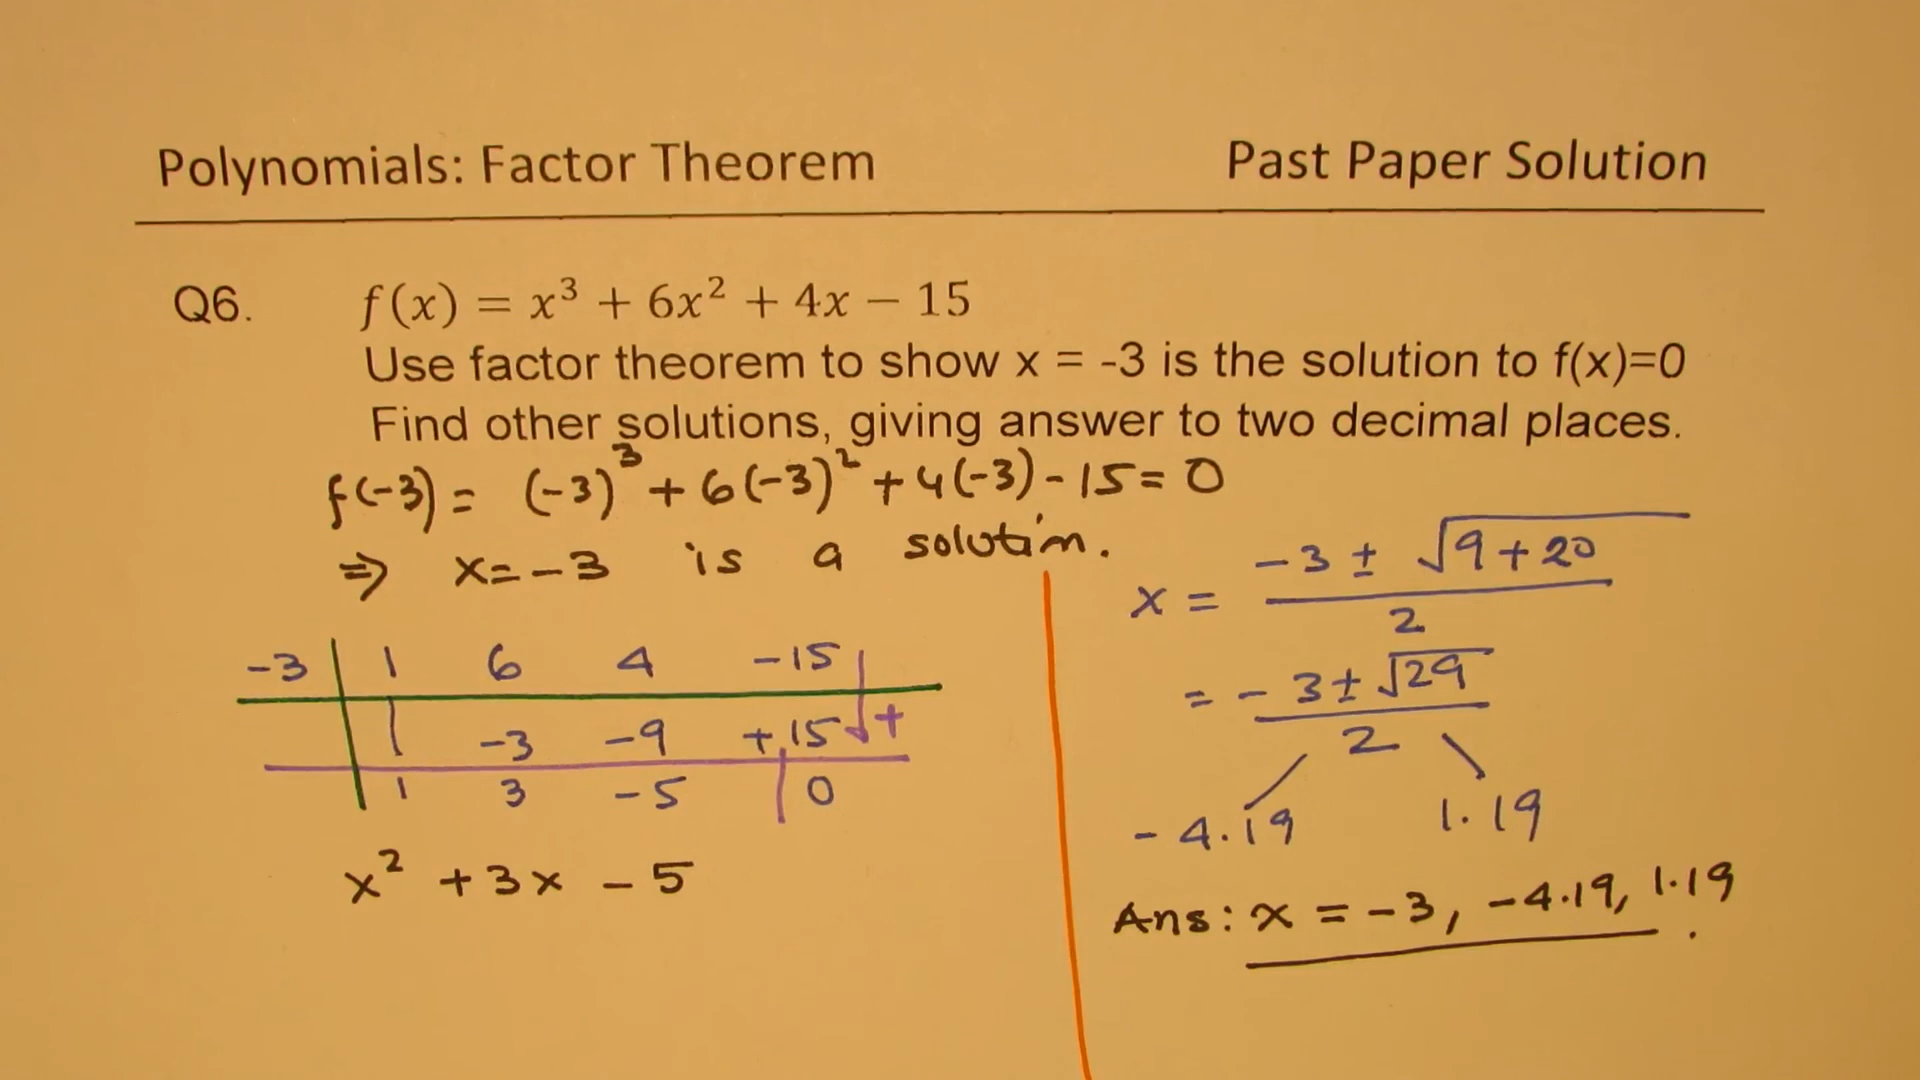 Polynomials: Factor Theorem Past Paper Solution
Q6. f(x) = x³ + 6x² + 4x − 15
Use factor theorem to show x = -3 is the solution to f(x)=0
Find other solutions, giving answer to two decimal places.
f(-3) = (-3)³ + 6(-3)² + 4(-3) - 15 = 0
⇒ x = -3 is a solution.
-3 | 1 6 4 -15
-3 -9 +15 +
1 3 -5 | 0
x² + 3x - 5
x = (-3 ± √(9+20)) / 2
= (-3 ± √29) / 2
-4.19 1.19
Ans: x = -3, -4.19, 1.19.